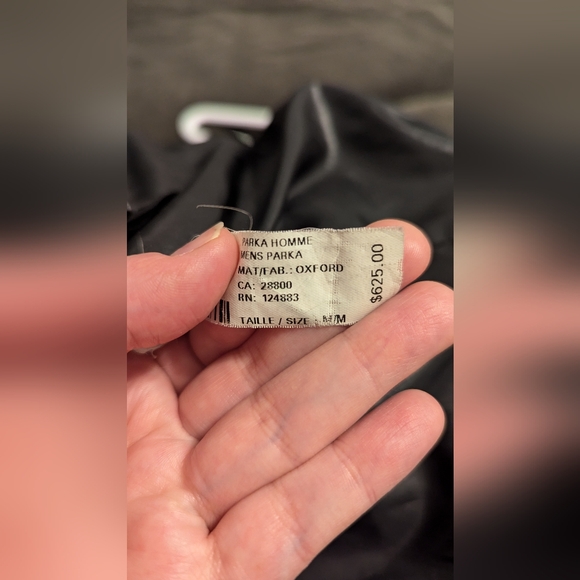 PARKA HOMME
MENS PARKA
MAT/FAB.: OXFORD
CA: 28800
RN: 124883
TAILLE / SIZE : M/M
$625.00